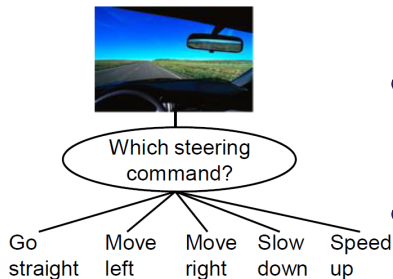 Which steering
command?
Go straight
Move left
Move right
Slow down
Speed up